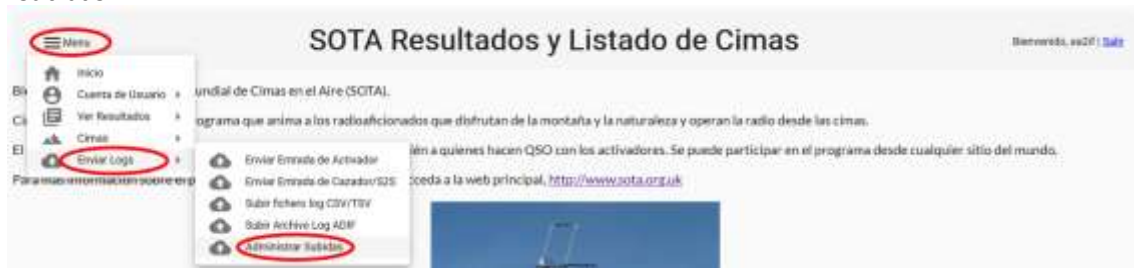 Menu
SOTA Resultados y Listado de Cimas
Bienvenido, | Salir
Inicio
Cuenta de Usuario
undial de Cimas en el Aire (SOTA).
Ver Resultados
ograma que anima a los radioaficionados que disfrutan de la montaña y la naturaleza y operan la radio desde las cimas.
Cimas
El
Enviar Logs
ién a quienes hacen QSO con los activadores. Se puede participar en el programa desde cualquier sitio del mundo.
Enviar Entrada de Activador
Enviar Entrada de Cazador/S2S
ceda a la web principal, http://www.sota.org.uk
Subir fichero log CSV/TSV
Subir Archivo Log ADIF
Administrar Subidas